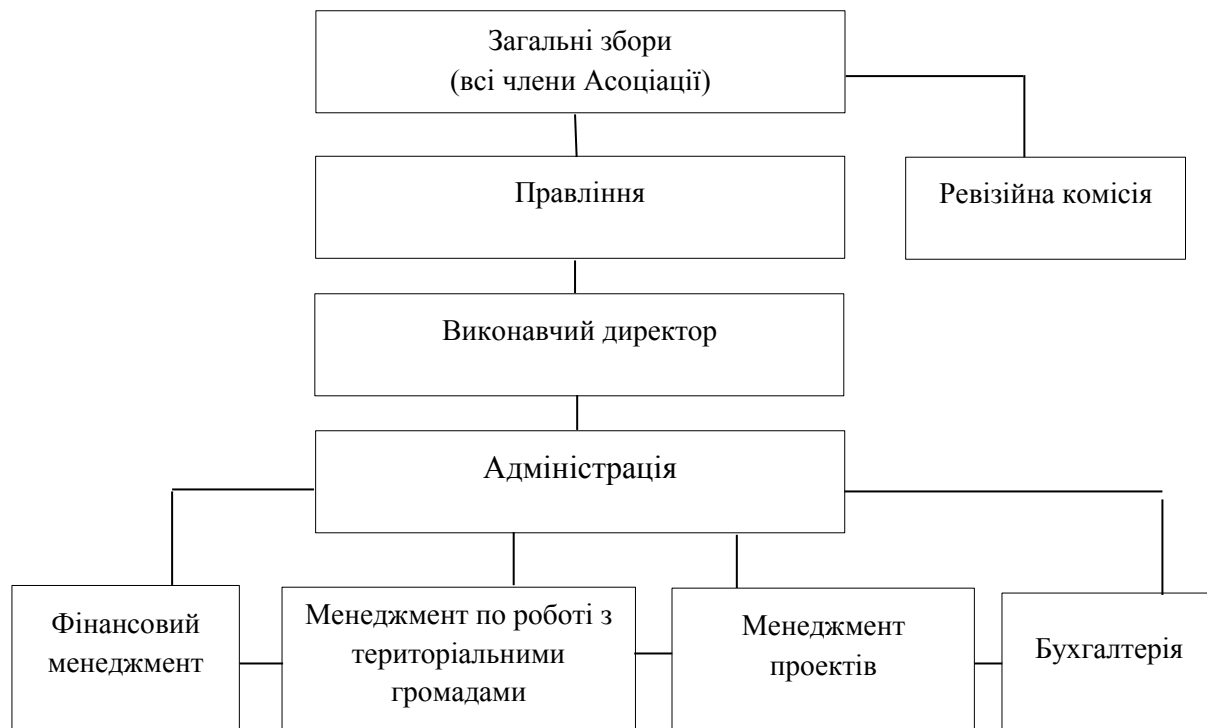 Загальні збори
(всі члени Асоціації)
Правління
Ревізійна комісія
Виконавчий директор
Адміністрація
Фінансовий
менеджмент
Менеджмент по роботі з
територіальними
громадами
Менеджмент
проектів
Бухгалтерія